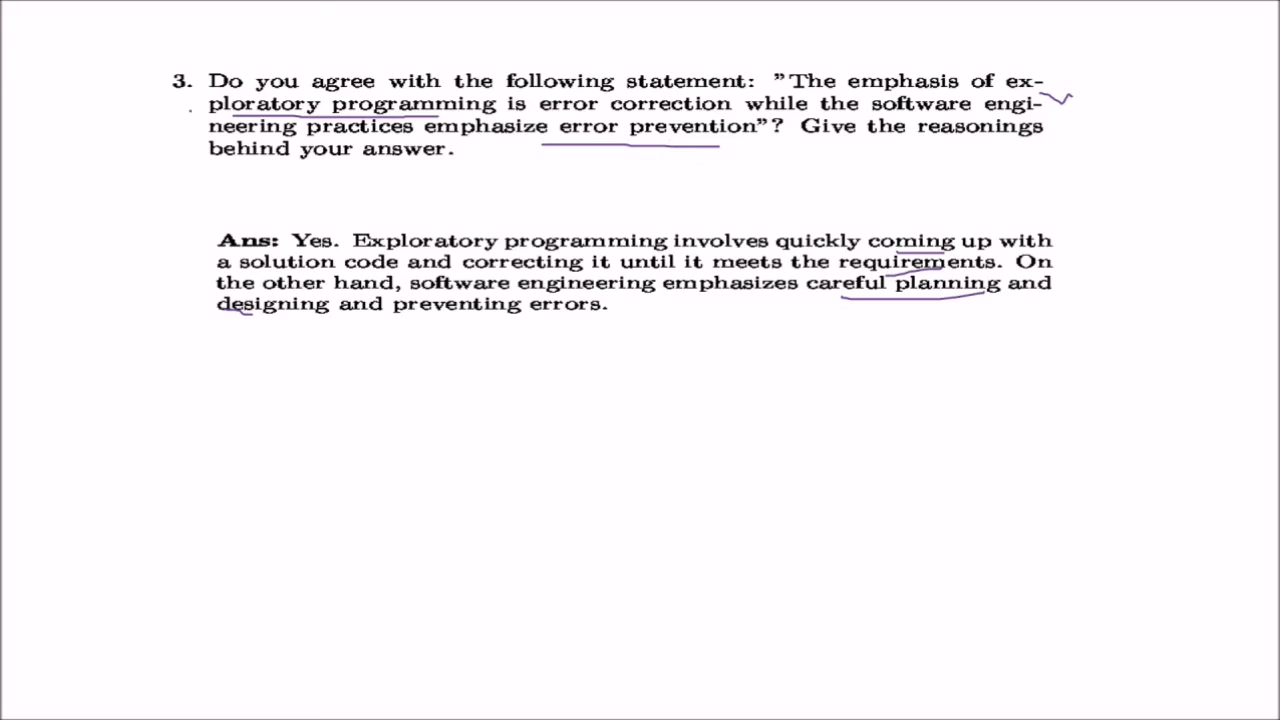 3. Do you agree with the following statement: ”The emphasis of ex-
ploratory programming is error correction while the software engi-
neering practices emphasize error prevention”? Give the reasonings
behind your answer.
Ans: Yes. Exploratory programming involves quickly coming up with
a solution code and correcting it until it meets the requirements. On
the other hand, software engineering emphasizes careful planning and
designing and preventing errors.